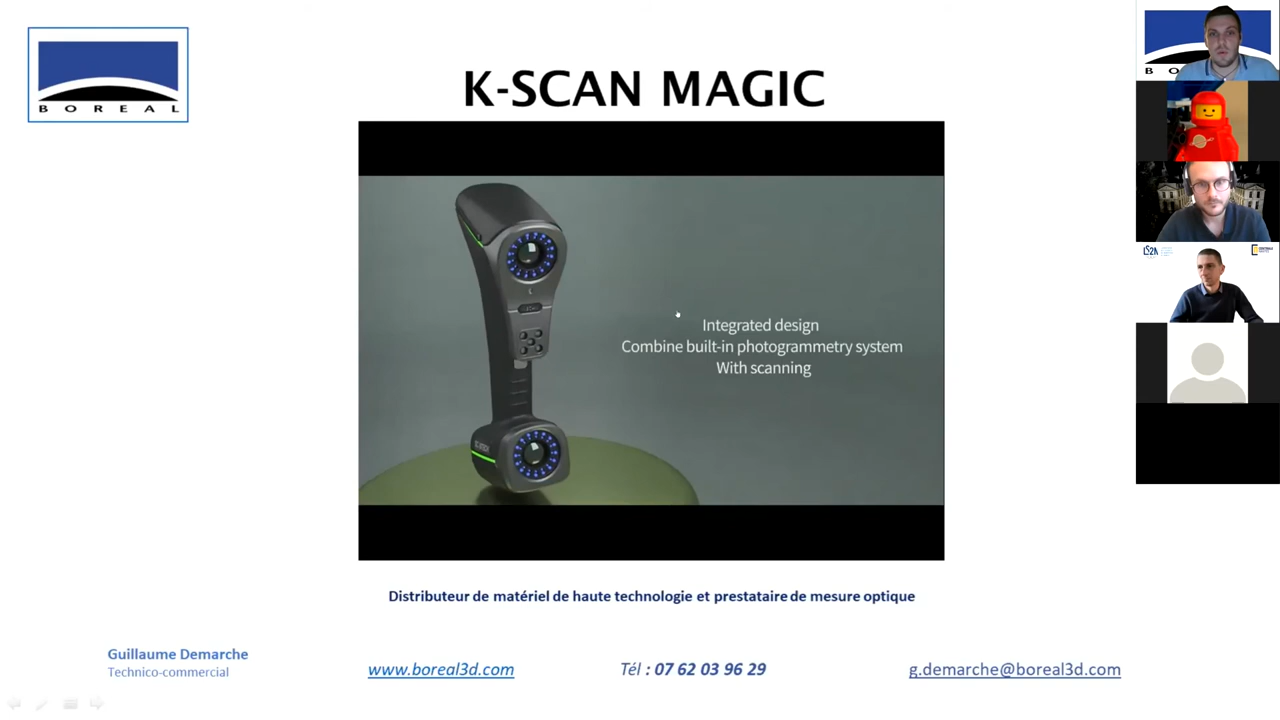 K-SCAN MAGIC
BOREAL
Integrated design
Combine built-in photogrammetry system
With scanning
Distributeur de matériel de haute technologie et prestataire de mesure optique
Guillaume Demarche
Technico-commercial
www.boreal3d.com
Tél : 07 62 03 96 29
g.demarche@boreal3d.com
B O
LS2N